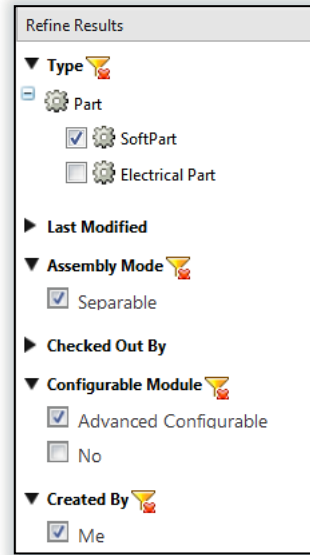 Refine Results
Type
Part
SoftPart
Electrical Part
Last Modified
Assembly Mode
Separable
Checked Out By
Configurable Module
Advanced Configurable
No
Created By
Me